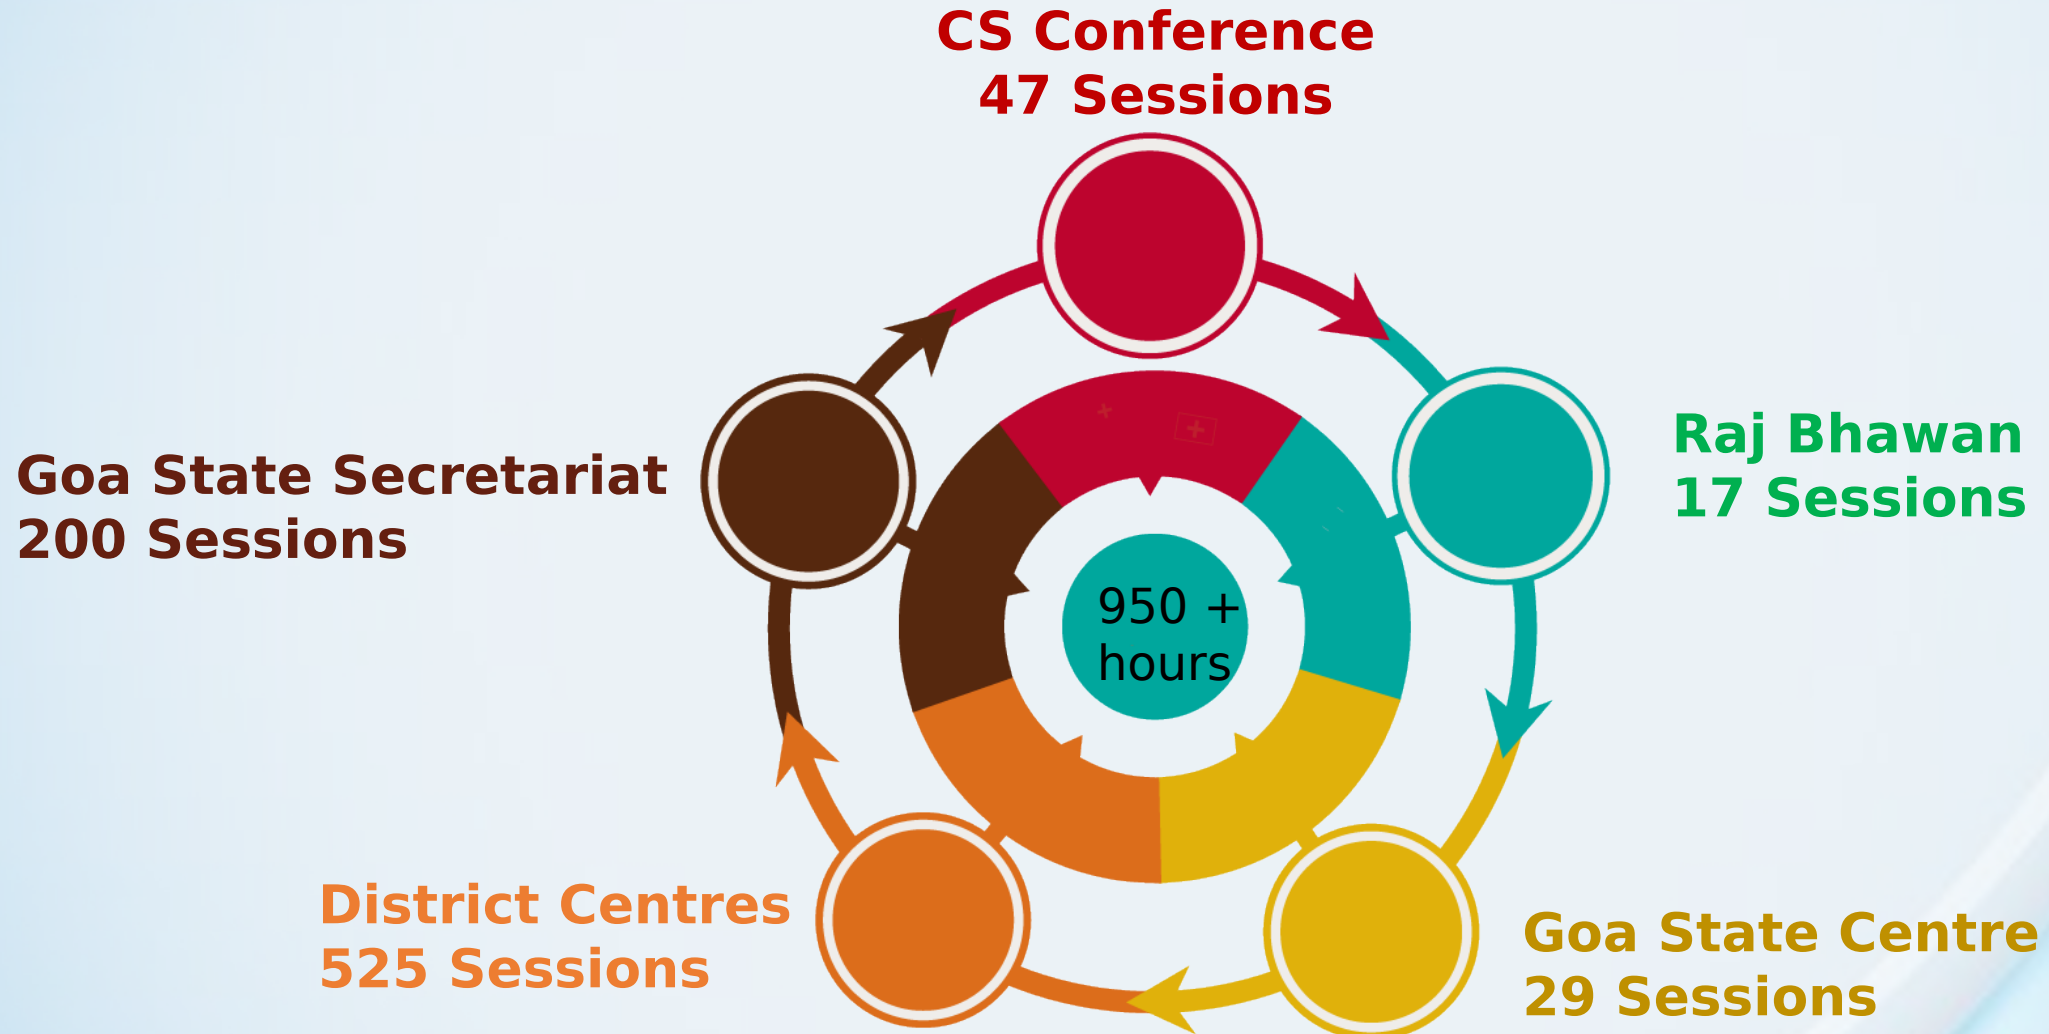 CS Conference
47 Sessions
Raj Bhawan
17 Sessions
Goa State Secretariat
200 Sessions
950 +
hours
District Centres
525 Sessions
Goa State Centre
29 Sessions